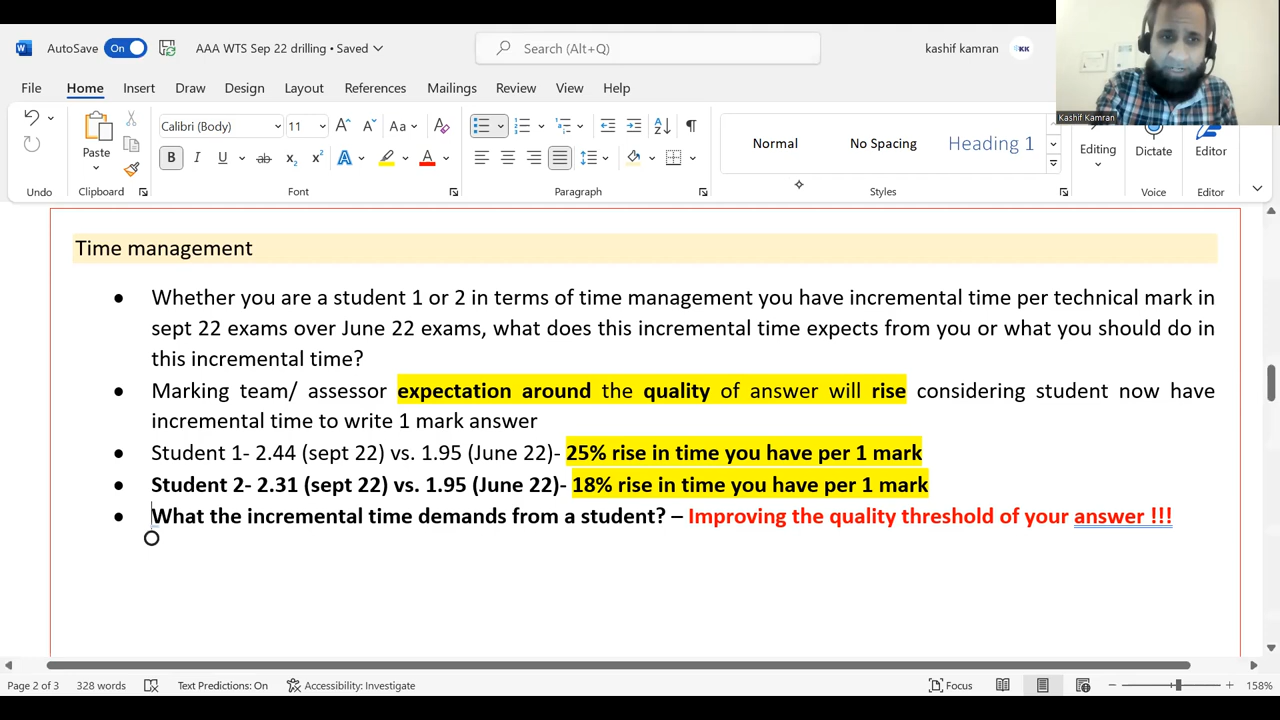 AutoSave On AAA WTS Sep 22 drilling • Saved Search (Alt+Q) kashif kamran KK
Kashif Kamran
File Home Insert Draw Design Layout References Mailings Review View Help
Calibri (Body) 11 Aa A
Paste B I U ab x₂ x² A A
Normal No Spacing Heading 1
Editing Dictate Editor
Undo Clipboard Font Paragraph Styles Voice Editor
Time management
• Whether you are a student 1 or 2 in terms of time management you have incremental time per technical mark in
sept 22 exams over June 22 exams, what does this incremental time expects from you or what you should do in
this incremental time?
• Marking team/ assessor expectation around the quality of answer will rise considering student now have
incremental time to write 1 mark answer
• Student 1- 2.44 (sept 22) vs. 1.95 (June 22)- 25% rise in time you have per 1 mark
• Student 2- 2.31 (sept 22) vs. 1.95 (June 22)- 18% rise in time you have per 1 mark
• What the incremental time demands from a student? – Improving the quality threshold of your answer !!!
Page 2 of 3 328 words Text Predictions: On Accessibility: Investigate Focus 158%